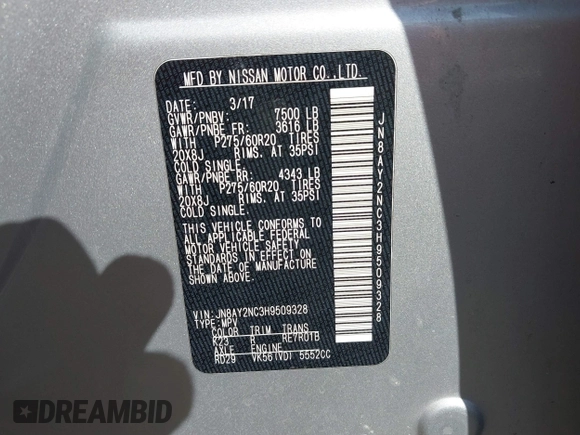 MFD BY NISSAN MOTOR CO.,LTD.
DATE: 3/17
GVWR/PNBV: 7500 LB
GAWR/PNBE FR: 3616 LB
WITH P275/60R20 TIRES
20X8J RIMS. AT 35PSI
COLD SINGLE.
GAWR/PNBE RR: 4343 LB
WITH P275/60R20 TIRES
20X8J RIMS. AT 35PSI
COLD SINGLE.
THIS VEHICLE CONFORMS TO
ALL APPLICABLE FEDERAL
MOTOR VEHICLE SAFETY
STANDARDS IN EFFECT ON
THE DATE OF MANUFACTURE
SHOWN ABOVE.
VIN: JN8AY2NC3H9509328
TYPE: MPV
COLOR TRIM TRANS
K23 R RE7R01B
AXLE ENGINE
RD29 VK56(VD) 5552CC
JN8AY2NC3H9509328
DREAMBID